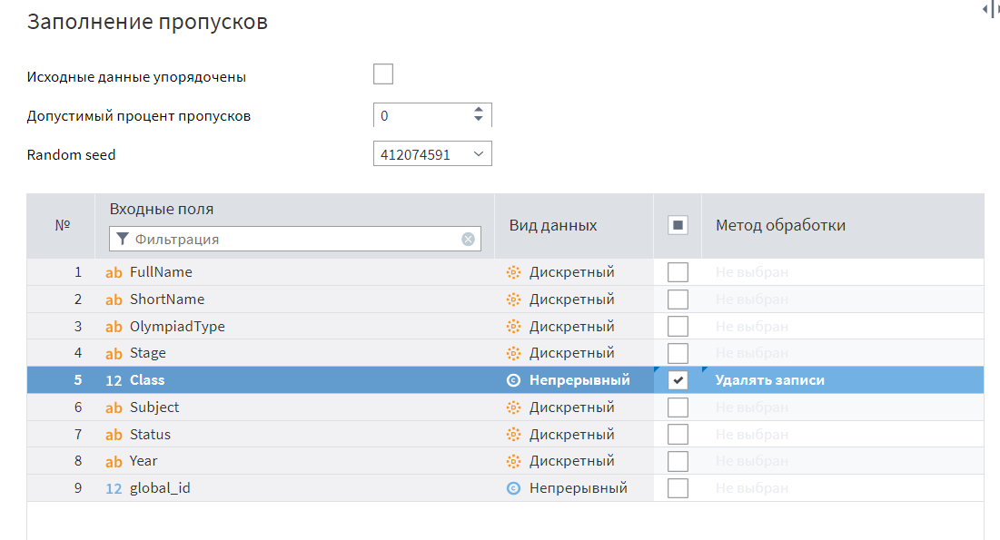 Заполнение пропусков
Исходные данные упорядочены
Допустимый процент пропусков 0
Random seed 412074591
№ Входные поля Вид данных Метод обработки
Фильтрация
1 ab FullName Дискретный Не выбран
2 ab ShortName Дискретный Не выбран
3 ab OlympiadType Дискретный Не выбран
4 ab Stage Дискретный Не выбран
5 12 Class Непрерывный Удалять записи
6 ab Subject Дискретный Не выбран
7 ab Status Дискретный Не выбран
8 ab Year Дискретный Не выбран
9 12 global_id Непрерывный Не выбран